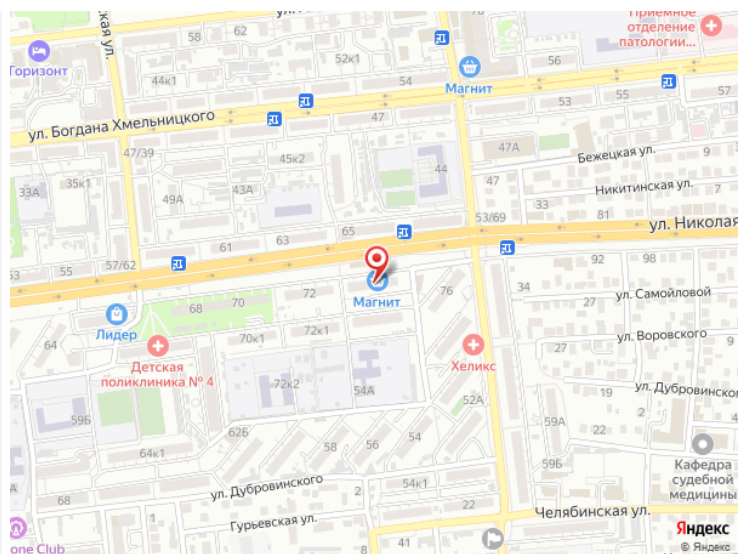 58
62
52к1
54
56
Приёмное
отделение
патологии...
Горизонт
44к1
Магнит
ул. Богдана Хмельницкого
47
53
55
57
47/39
45к2
47А
Бежецкая ул.
9
33А
35к1
49А
43А
44
47
Никитинская ул.
7
33
53/69
81
ул. Николая
61
63
65
53
55
57/62
92
98
68
70
72
Магнит
76
34
ул. Самойловой
64
Лидер
70к1
72к1
Хеликс
27
ул. Воровского
Детская
поликлиника № 4
72к2
54А
52А
27
19
ул. Дубровинского
2
59Б
62Б
58
56
54
59А
22
64к1
59Б
Кафедра
судебной
медицины
68
ул. Дубровинского
2
54к1
22
Гурьевская ул.
Челябинская ул.
one Club
Яндекс
© Яндекс